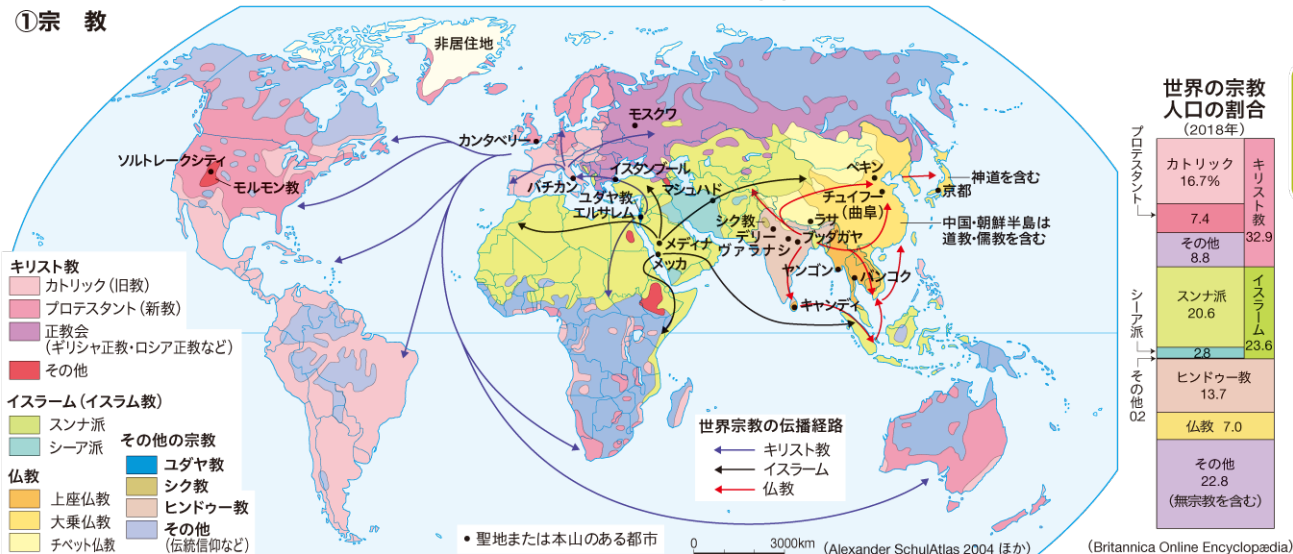 ①宗 教
非居住地
モスクワ
カンタベリー
ソルトレークシティ
モルモン教
バチカン
イスタンブール
ユダヤ教
エルサレム
マシュハド
ペキン
チュイフー
(曲阜)
京都
神道を含む
中国・朝鮮半島は
道教・儒教を含む
シク教
デリー
ヴァラナシ
ラサ
ブッダガヤ
メディナ
メッカ
ヤンゴン
バンコク
キャンディ
キリスト教
カトリック(旧教)
プロテスタント(新教)
正教会
(ギリシャ正教・ロシア正教など)
その他
イスラーム(イスラム教)
スンナ派
シーア派
仏教
上座仏教
大乗仏教
チベット仏教
その他の宗教
ユダヤ教
シク教
ヒンドゥー教
その他
(伝統信仰など)
世界宗教の伝播経路
キリスト教
イスラーム
仏教
• 聖地または本山のある都市
0 3000km
(Alexander SchulAtlas 2004 ほか)
世界の宗教
人口の割合
(2018年)
カトリック
16.7%
プロテスタント
7.4
その他
8.8
キリスト教
32.9
スンナ派
20.6
シーア派
2.8
イスラーム
23.6
その他02
ヒンドゥー教
13.7
仏教 7.0
その他
22.8
(無宗教を含む)
(Britannica Online Encyclopædia)